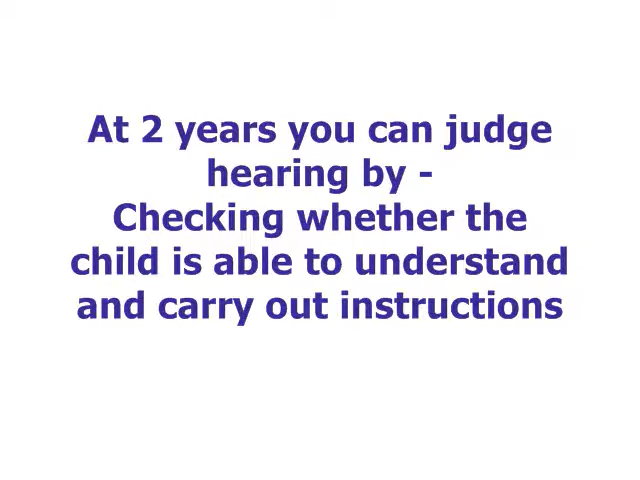 At 2 years you can judge
hearing by -
Checking whether the
child is able to understand
and carry out instructions